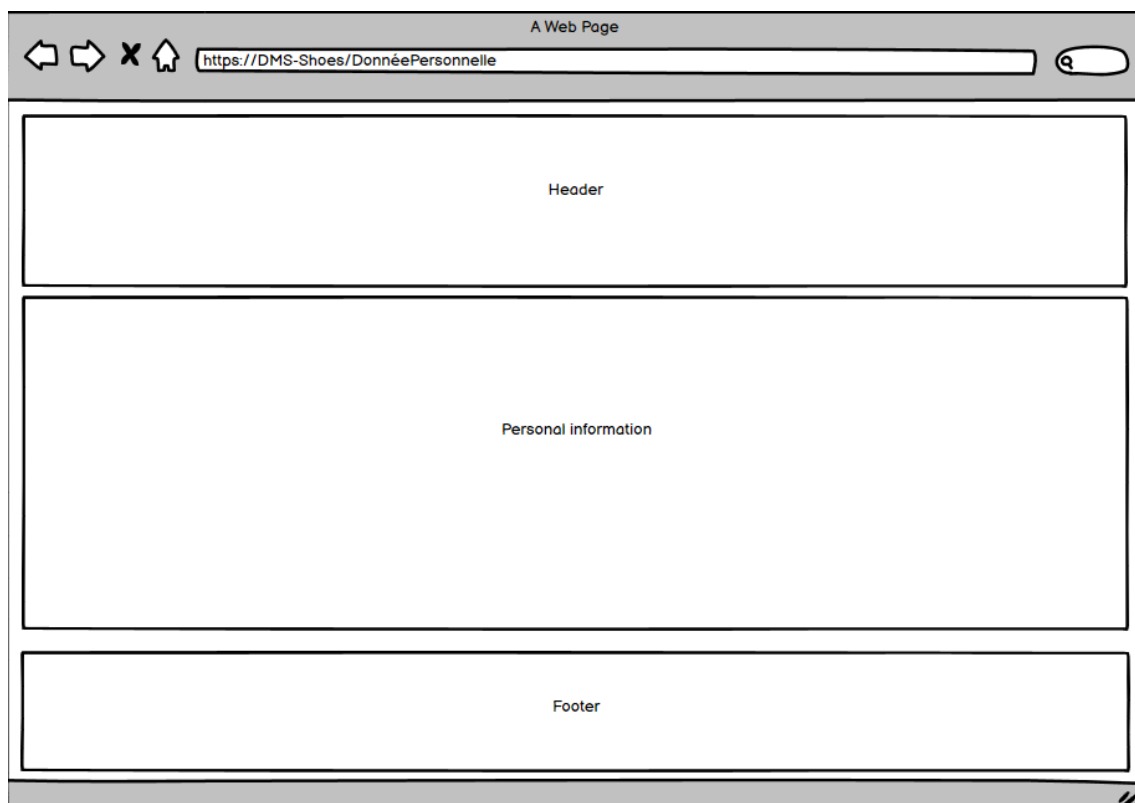 A Web Page
https://DMS-Shoes/DonnéePersonnelle
Header
Personal information
Footer